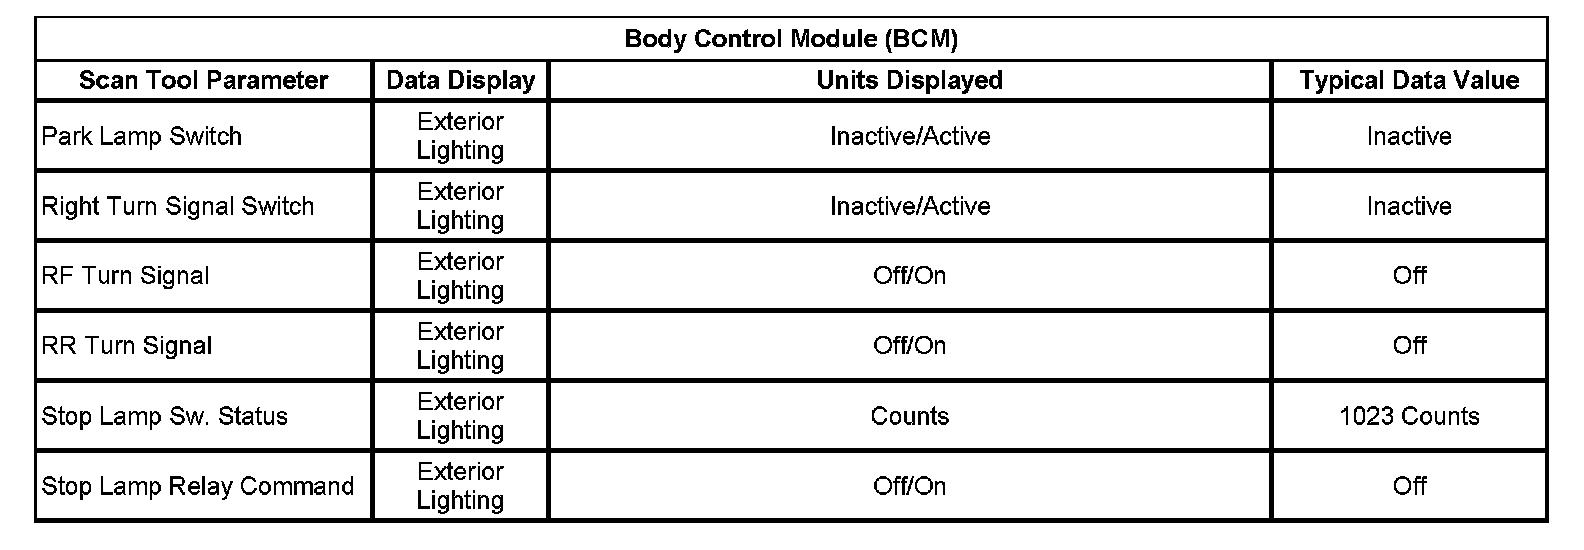 Body Control Module (BCM)
Scan Tool Parameter Data Display Units Displayed Typical Data Value
Park Lamp Switch Exterior Lighting Inactive/Active Inactive
Right Turn Signal Switch Exterior Lighting Inactive/Active Inactive
RF Turn Signal Exterior Lighting Off/On Off
RR Turn Signal Exterior Lighting Off/On Off
Stop Lamp Sw. Status Exterior Lighting Counts 1023 Counts
Stop Lamp Relay Command Exterior Lighting Off/On Off